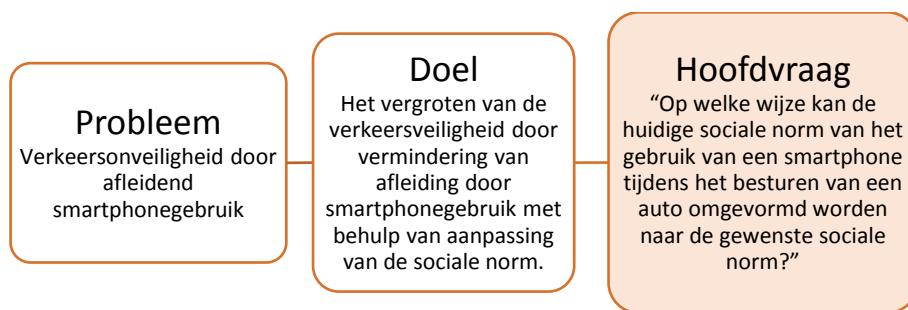 Probleem
Verkeersonveiligheid door
afleidend
smartphonegebruik
Doel
Het vergroten van de
verkeersveiligheid door
vermindering van
afleiding door
smartphonegebruik met
behulp van aanpassing
van de sociale norm.
Hoofdvraag
“Op welke wijze kan de
huidige sociale norm van het
gebruik van een smartphone
tijdens het besturen van een
auto omgevormd worden
naar de gewenste sociale
norm?”